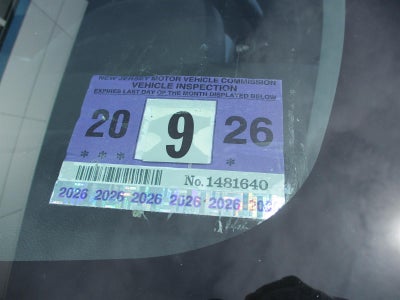 NEW JERSEY MOTOR VEHICLE COMMISSION
VEHICLE INSPECTION
EXPIRES LAST DAY OF THE MONTH DISPLAYED BELOW
20 9 26
* * * *
No. 1481640
2026 2026 2026 2026 2026 202